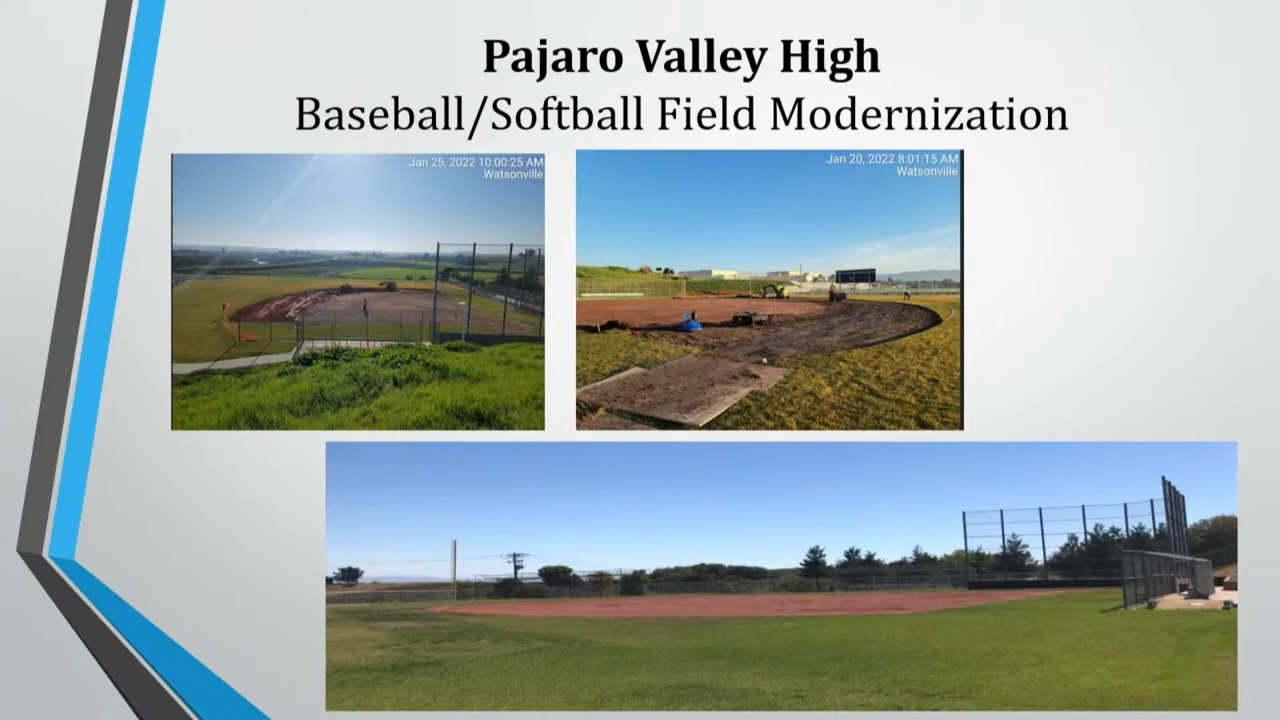 Pajaro Valley High
Baseball/Softball Field Modernization
Jan 25, 2022 10:00:25 AM
Watsonville
Jan 20, 2022 8:01:15 AM
Watsonville